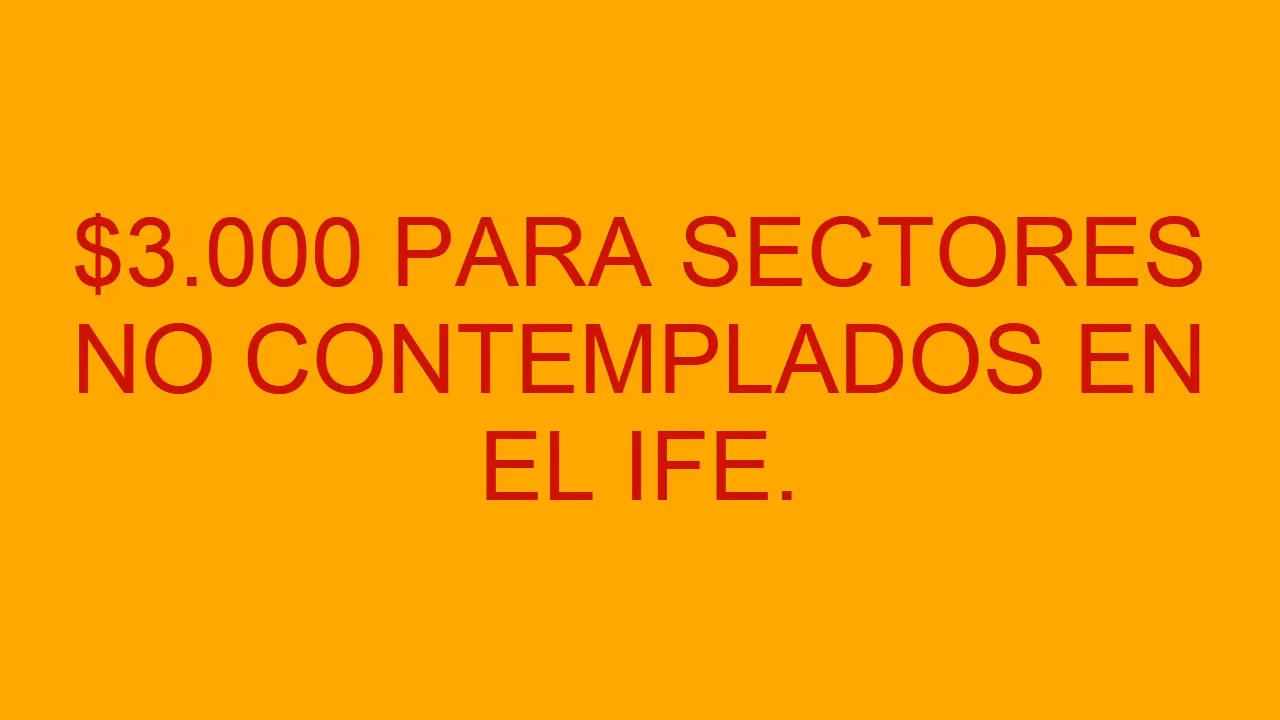 $3.000 PARA SECTORES
NO CONTEMPLADOS EN
EL IFE.